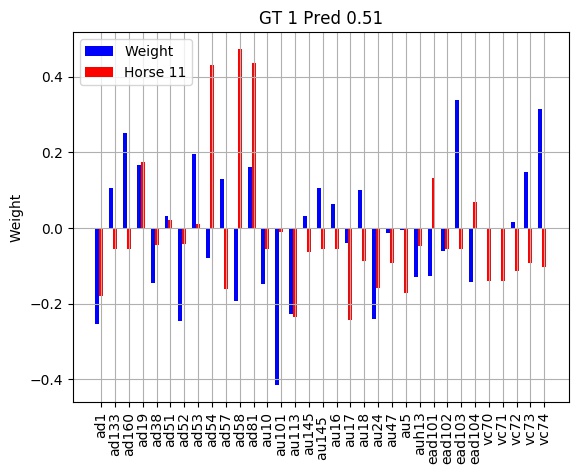 GT 1 Pred 0.51
Weight
Horse 11
Weight
0.4
0.2
0.0
−0.2
−0.4
ad1
ad133
ad160
ad19
ad38
ad51
ad52
ad53
ad54
ad57
ad58
ad81
au10
au101
au113
au145
au145
au16
au17
au18
au24
au47
au5
auh13
ead101
ead102
ead103
ead104
vc70
vc71
vc72
vc73
vc74